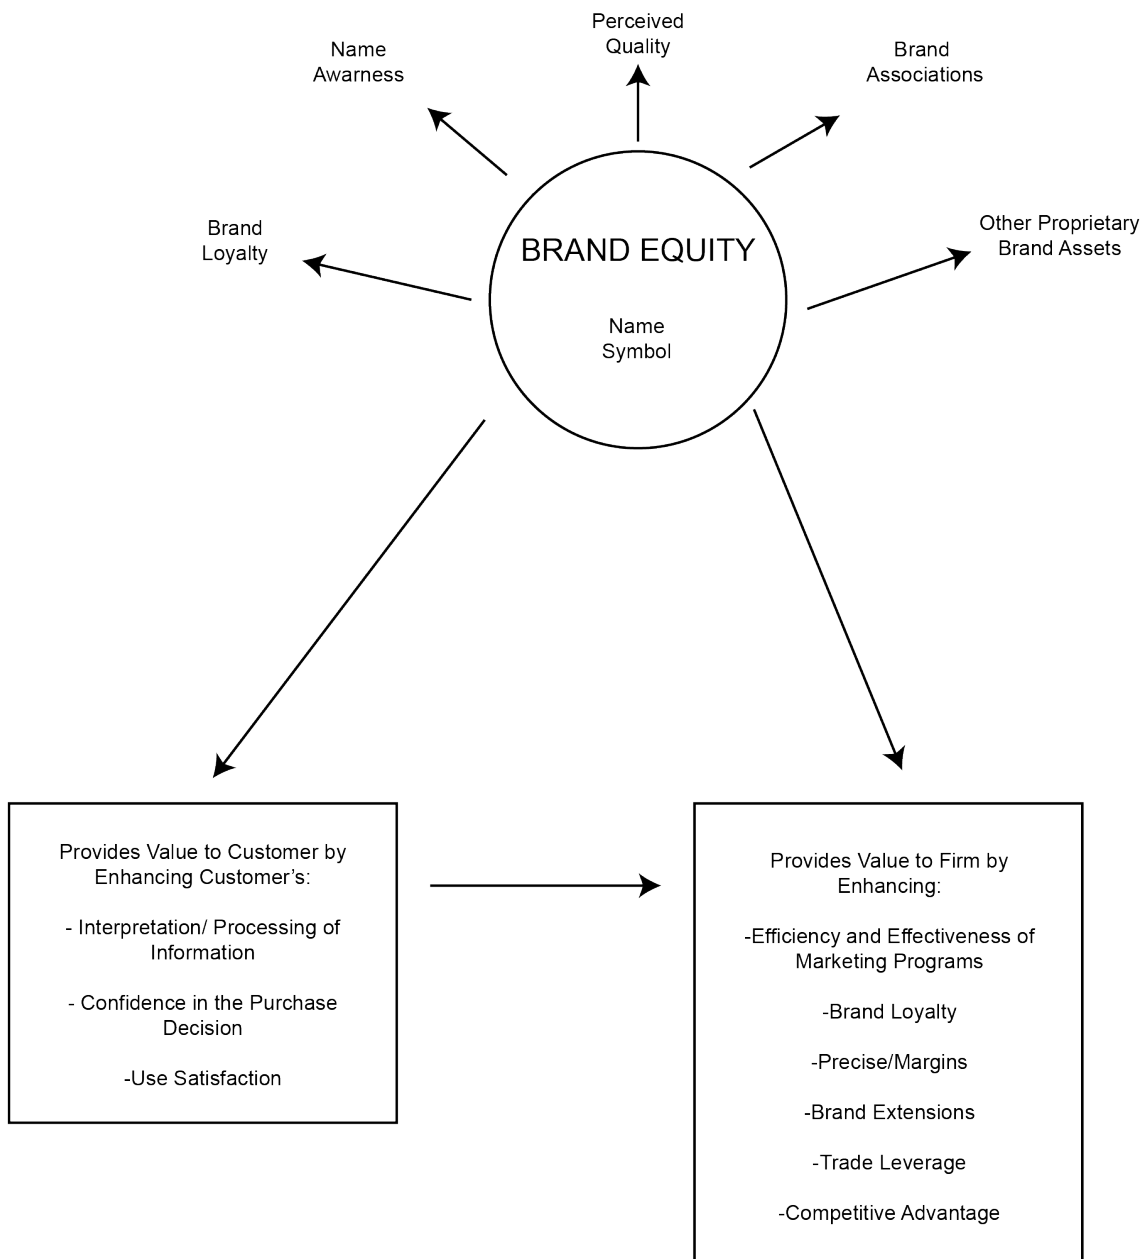 Perceived
Quality
Name
Awarness
Brand
Associations
Brand
Loyalty
Other Proprietary
Brand Assets
BRAND EQUITY
Name
Symbol
Provides Value to Customer by
Enhancing Customer's:
- Interpretation/ Processing of
Information
- Confidence in the Purchase
Decision
-Use Satisfaction
Provides Value to Firm by
Enhancing:
-Efficiency and Effectiveness of
Marketing Programs
-Brand Loyalty
-Precise/Margins
-Brand Extensions
-Trade Leverage
-Competitive Advantage